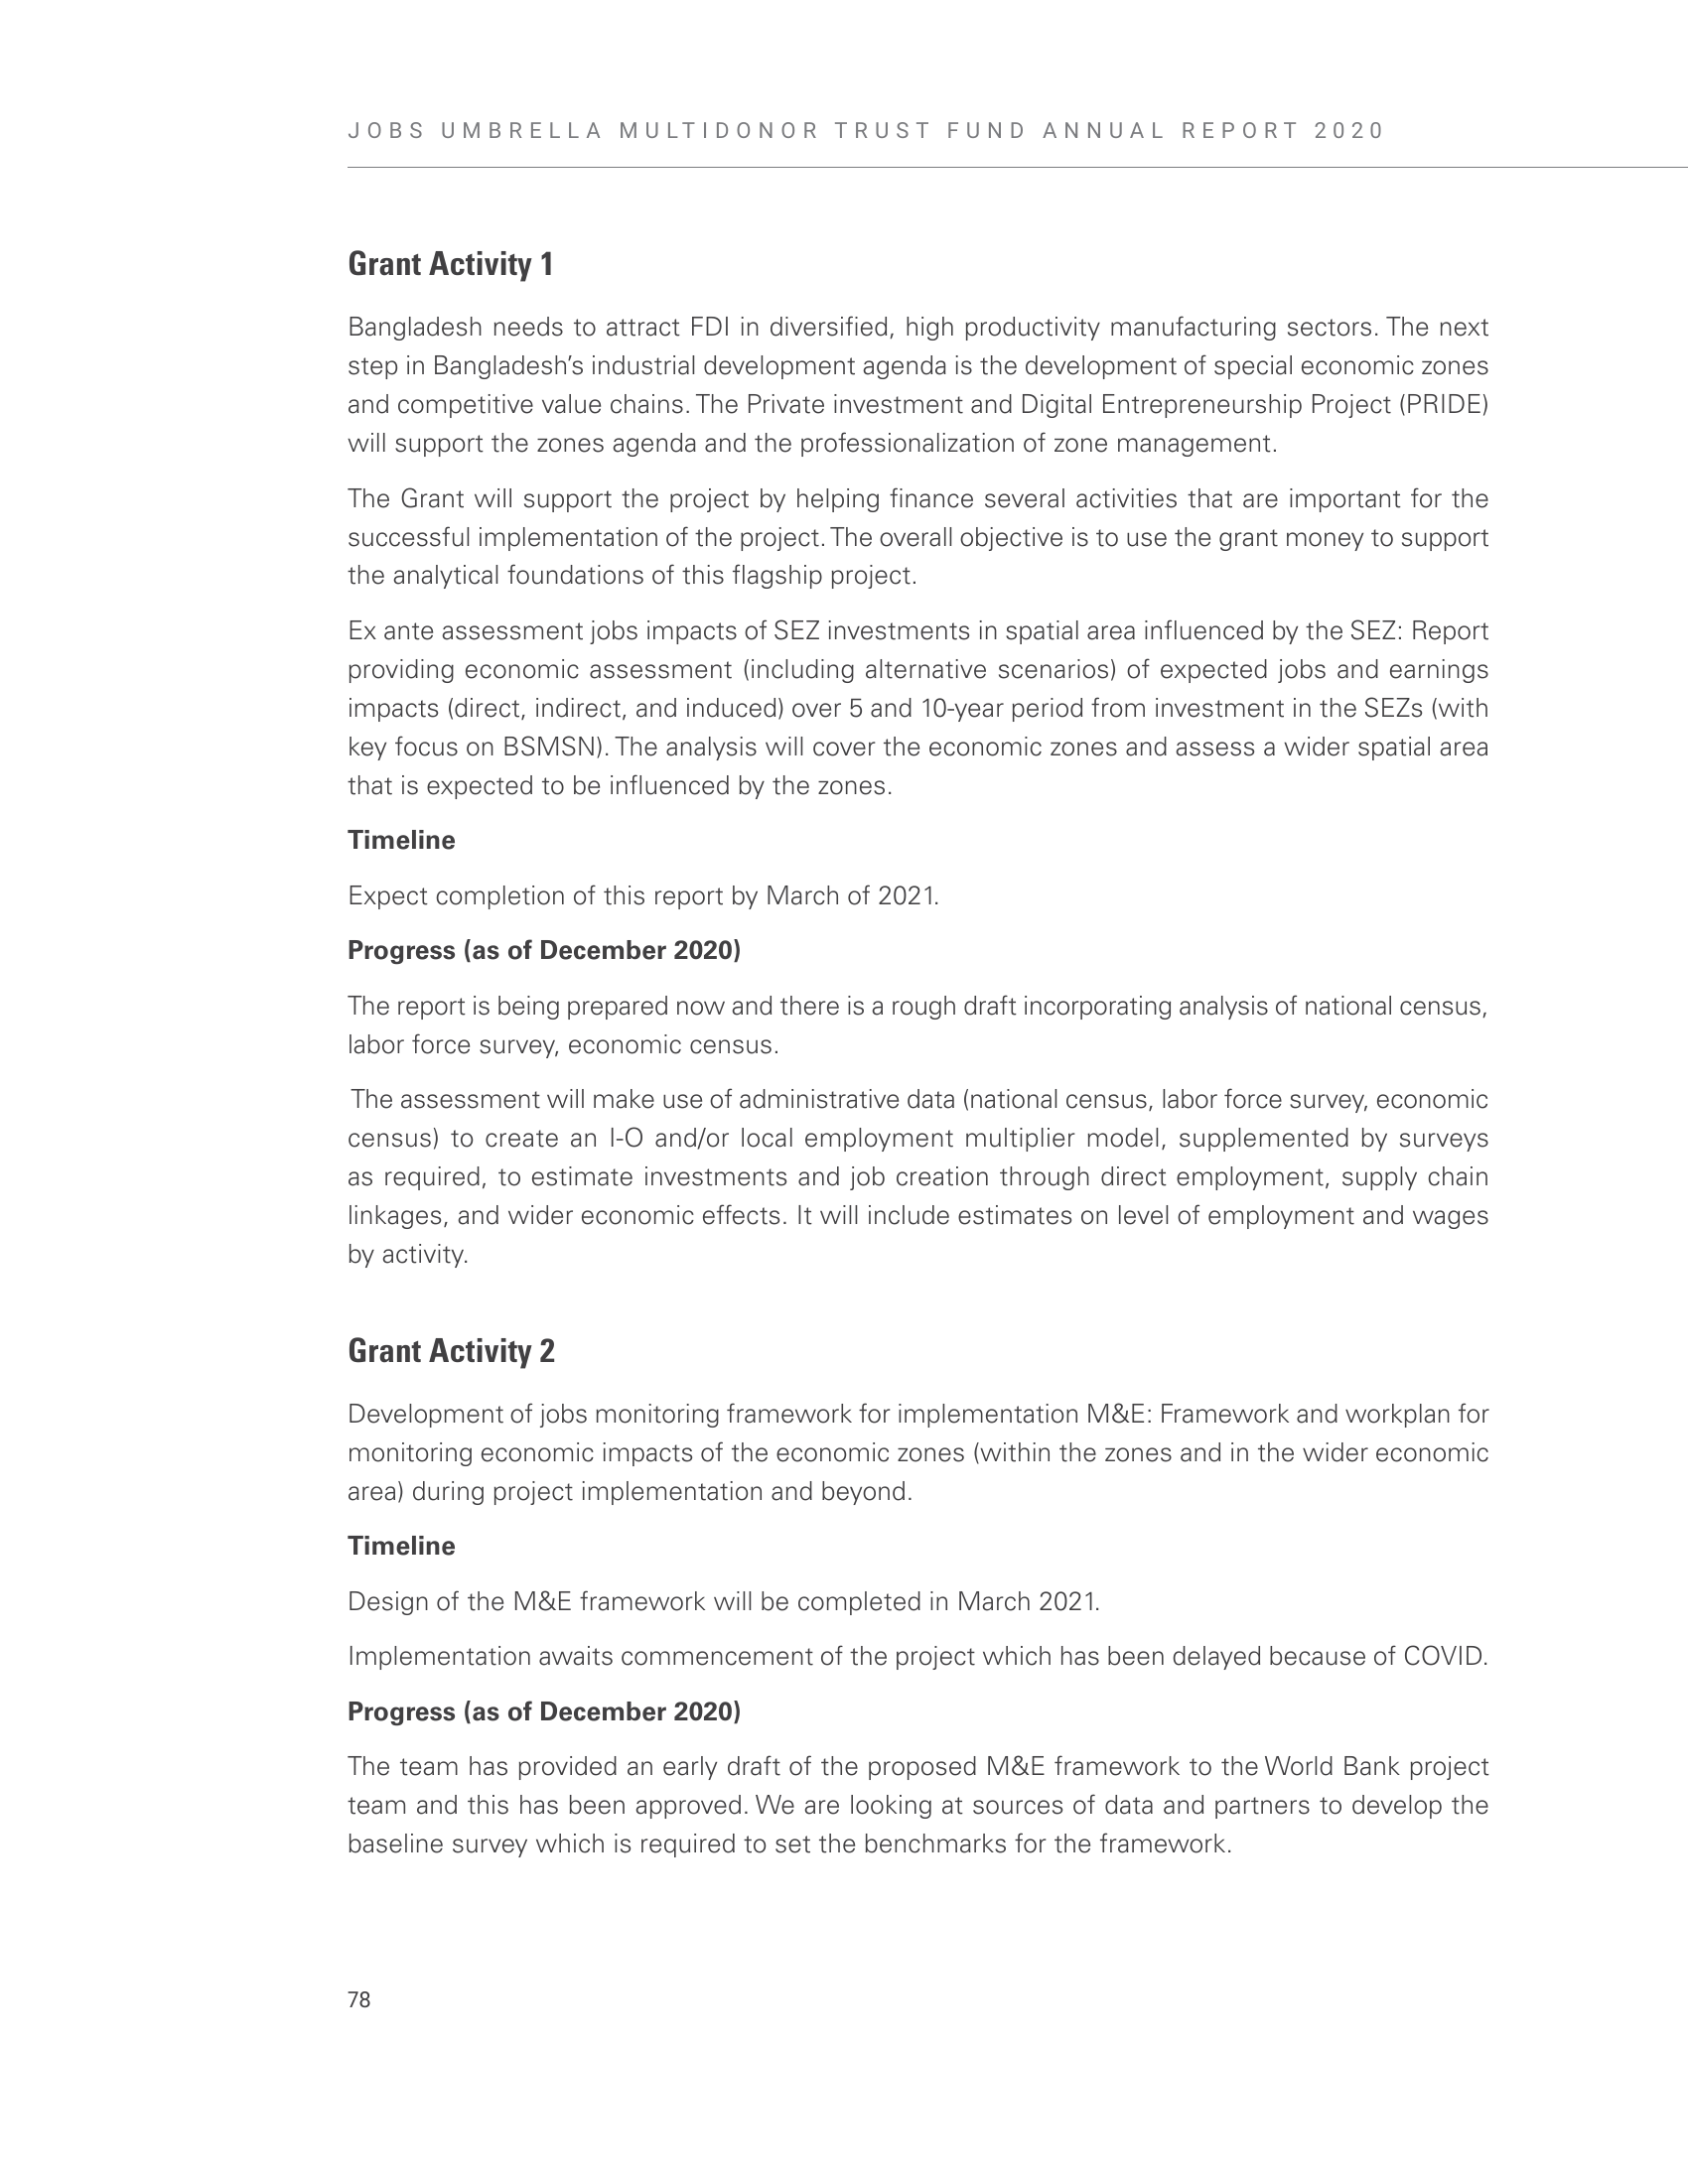 JOBS UMBRELLA MULTIDONOR TRUST FUND ANNUAL REPORT 2020
Grant Activity 1
Bangladesh needs to attract FDI in diversified, high productivity manufacturing sectors. The next
step in Bangladesh’s industrial development agenda is the development of special economic zones
and competitive value chains. The Private investment and Digital Entrepreneurship Project (PRIDE)
will support the zones agenda and the professionalization of zone management.
The Grant will support the project by helping finance several activities that are important for the
successful implementation of the project. The overall objective is to use the grant money to support
the analytical foundations of this flagship project.
Ex ante assessment jobs impacts of SEZ investments in spatial area influenced by the SEZ: Report
providing economic assessment (including alternative scenarios) of expected jobs and earnings
impacts (direct, indirect, and induced) over 5 and 10-year period from investment in the SEZs (with
key focus on BSMSN). The analysis will cover the economic zones and assess a wider spatial area
that is expected to be influenced by the zones.
Timeline
Expect completion of this report by March of 2021.
Progress (as of December 2020)
The report is being prepared now and there is a rough draft incorporating analysis of national census,
labor force survey, economic census.
The assessment will make use of administrative data (national census, labor force survey, economic
census) to create an I-O and/or local employment multiplier model, supplemented by surveys
as required, to estimate investments and job creation through direct employment, supply chain
linkages, and wider economic effects. It will include estimates on level of employment and wages
by activity.
Grant Activity 2
Development of jobs monitoring framework for implementation M&E: Framework and workplan for
monitoring economic impacts of the economic zones (within the zones and in the wider economic
area) during project implementation and beyond.
Timeline
Design of the M&E framework will be completed in March 2021.
Implementation awaits commencement of the project which has been delayed because of COVID.
Progress (as of December 2020)
The team has provided an early draft of the proposed M&E framework to the World Bank project
team and this has been approved. We are looking at sources of data and partners to develop the
baseline survey which is required to set the benchmarks for the framework.
78